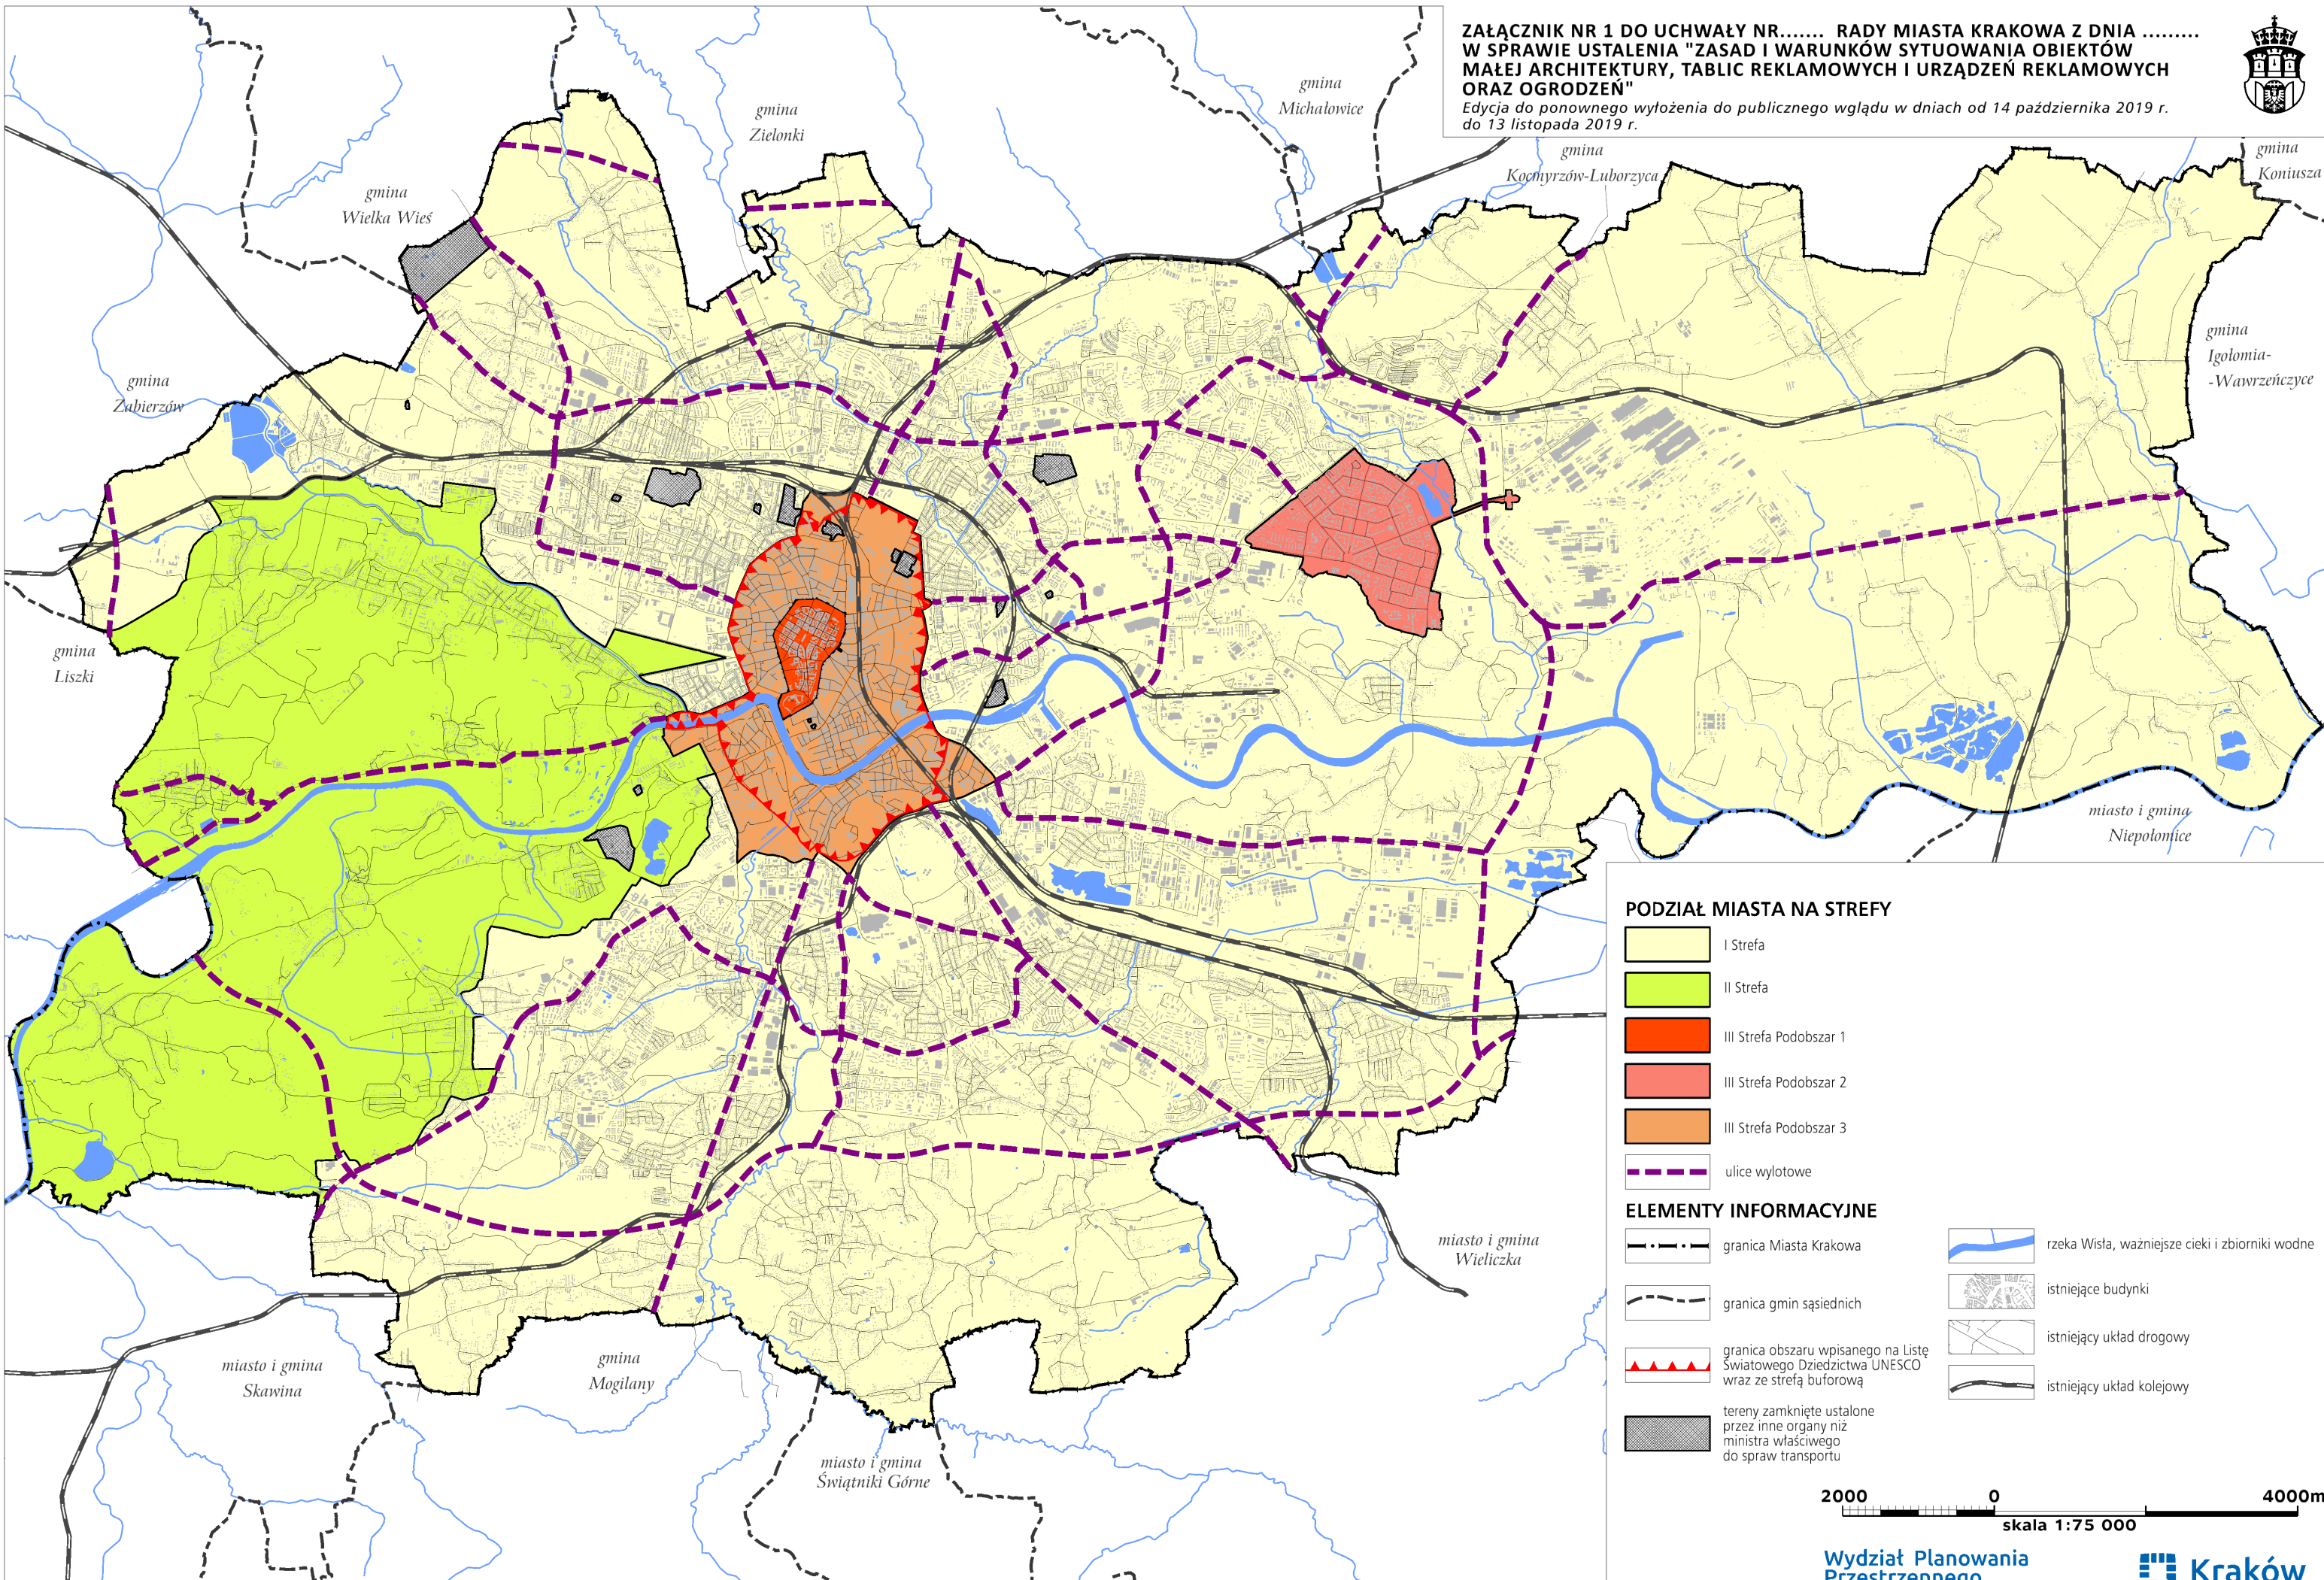 ZAŁĄCZNIK NR 1 DO UCHWAŁY NR....... RADY MIASTA KRAKOWA Z DNIA .........
W SPRAWIE USTALENIA "ZASAD I WARUNKÓW SYTUOWANIA OBIEKTÓW
MAŁEJ ARCHITEKTURY, TABLIC REKLAMOWYCH I URZĄDZEŃ REKLAMOWYCH
ORAZ OGRODZEŃ"
Edycja do ponownego wyłożenia do publicznego wglądu w dniach od 14 października 2019 r.
do 13 listopada 2019 r.
gmina
Michałowice
gmina
Zielonki
gmina
Kocmyrzów-Luborzyca
gmina
Koniusza
gmina
Wielka Wieś
gmina
Igołomia-
-Wawrzeńczyce
gmina
Zabierzów
gmina
Liszki
miasto i gmina
Niepołomice
miasto i gmina
Wieliczka
miasto i gmina
Skawina
gmina
Mogilany
miasto i gmina
Świątniki Górne
PODZIAŁ MIASTA NA STREFY
I Strefa
II Strefa
III Strefa Podobszar 1
III Strefa Podobszar 2
III Strefa Podobszar 3
ulice wylotowe
ELEMENTY INFORMACYJNE
granica Miasta Krakowa
granica gmin sąsiednich
granica obszaru wpisanego na Listę
Światowego Dziedzictwa UNESCO
wraz ze strefą buforową
tereny zamknięte ustalone
przez inne organy niż
ministra właściwego
do spraw transportu
rzeka Wisła, ważniejsze cieki i zbiorniki wodne
istniejące budynki
istniejący układ drogowy
istniejący układ kolejowy
2000 0 4000m
skala 1:75 000
Wydział Planowania
Przestrzennego
Kraków